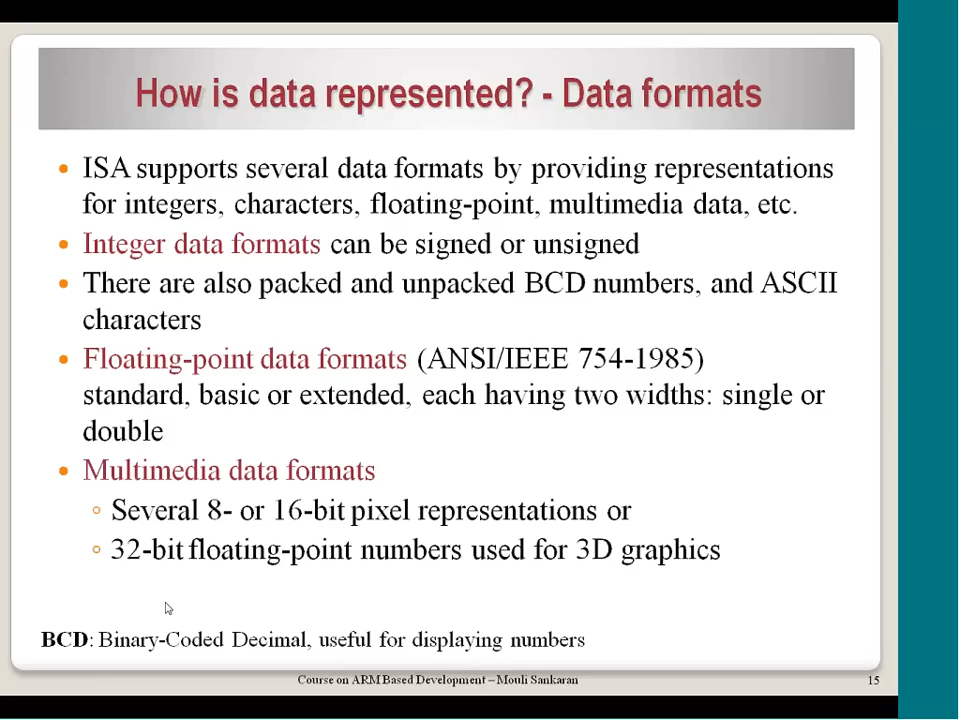 How is data represented? - Data formats
• ISA supports several data formats by providing representations
for integers, characters, floating-point, multimedia data, etc.
• Integer data formats can be signed or unsigned
• There are also packed and unpacked BCD numbers, and ASCII
characters
• Floating-point data formats (ANSI/IEEE 754-1985)
standard, basic or extended, each having two widths: single or
double
• Multimedia data formats
◦ Several 8- or 16-bit pixel representations or
◦ 32-bit floating-point numbers used for 3D graphics
BCD: Binary-Coded Decimal, useful for displaying numbers
Course on ARM Based Development – Mouli Sankaran
15